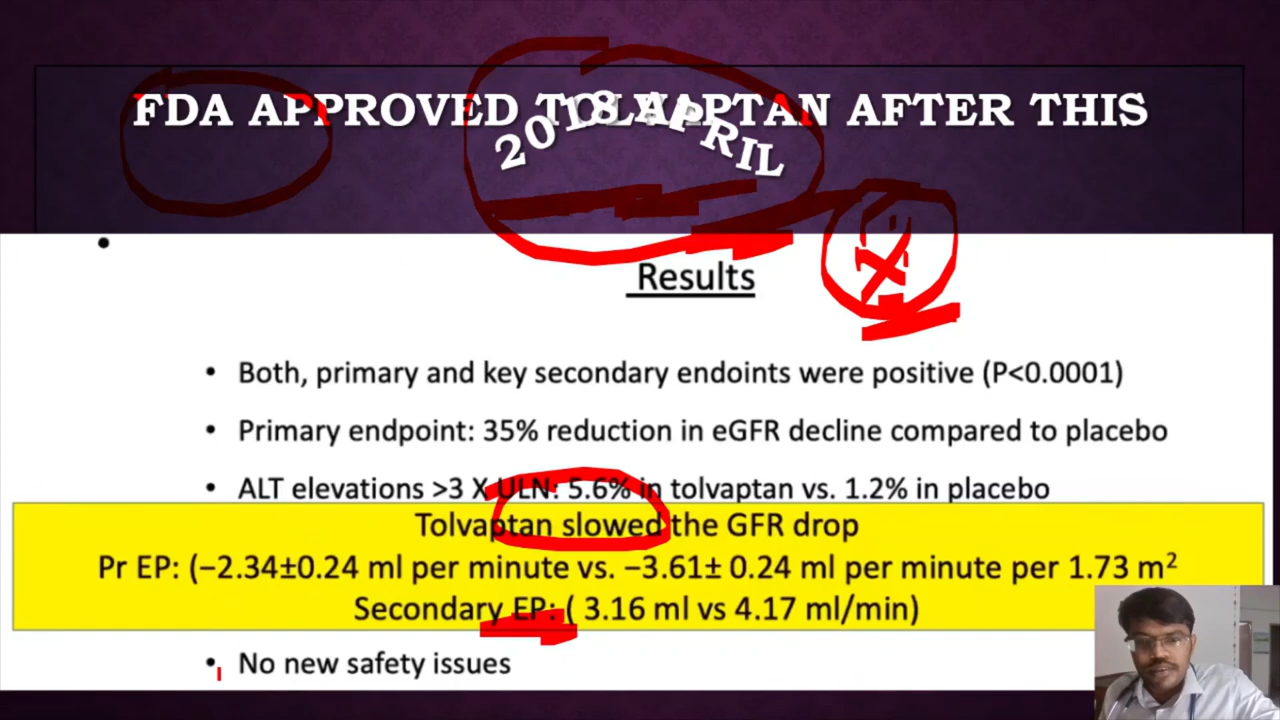 FDA APPROVED TOLVAPTAN AFTER THIS
2018 APRIL
Results
• Both, primary and key secondary endoints were positive (P<0.0001)
• Primary endpoint: 35% reduction in eGFR decline compared to placebo
• ALT elevations >3 X ULN: 5.6% in tolvaptan vs. 1.2% in placebo
Tolvaptan slowed the GFR drop
Pr EP: (−2.34±0.24 ml per minute vs. −3.61± 0.24 ml per minute per 1.73 m²
Secondary EP: ( 3.16 ml vs 4.17 ml/min)
• No new safety issues